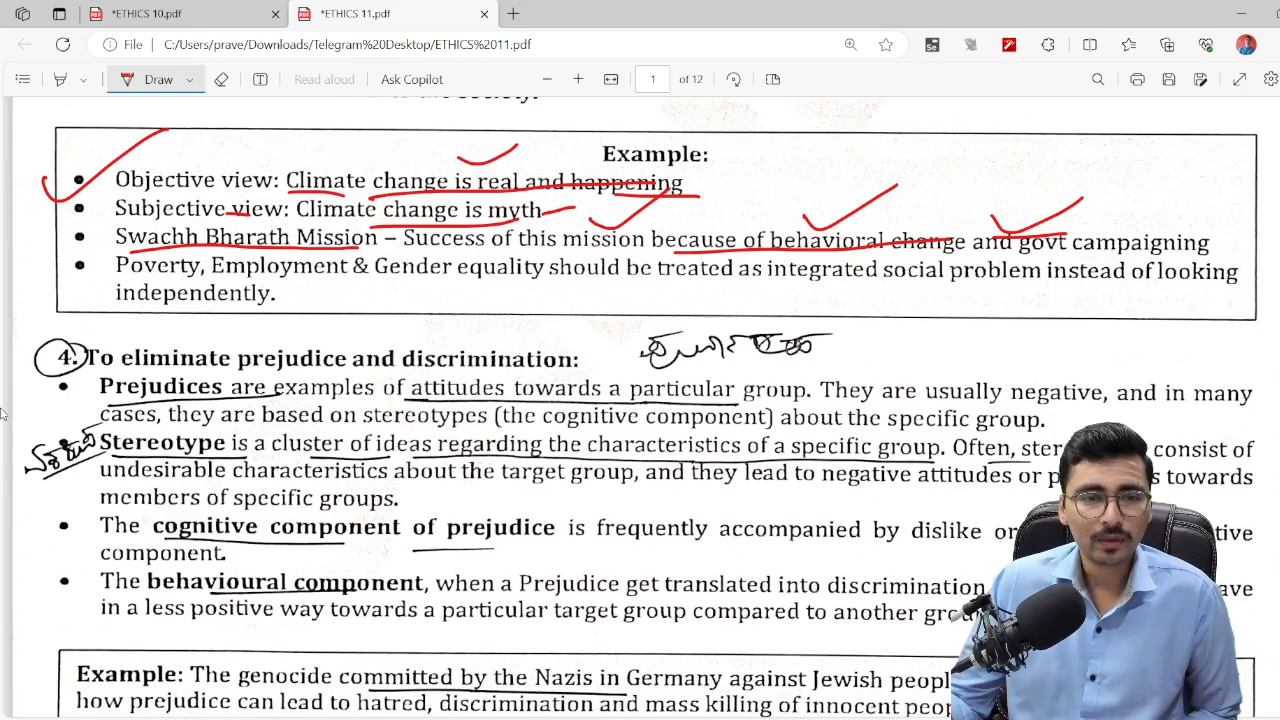 *ETHICS 10.pdf
*ETHICS 11.pdf
File
C:/Users/prave/Downloads/Telegram%20Desktop/ETHICS%2011.pdf
Draw
Read aloud
Ask Copilot
1 of 12
society.
Example:
• Objective view: Climate change is real and happening
• Subjective view: Climate change is myth
• Swachh Bharath Mission – Success of this mission because of behavioral change and govt campaigning
• Poverty, Employment & Gender equality should be treated as integrated social problem instead of looking
independently.
4. To eliminate prejudice and discrimination:
• Prejudices are examples of attitudes towards a particular group. They are usually negative, and in many
cases, they are based on stereotypes (the cognitive component) about the specific group.
• Stereotype is a cluster of ideas regarding the characteristics of a specific group. Often, consist of
undesirable characteristics about the target group, and they lead to negative attitudes or towards
members of specific groups.
• The cognitive component of prejudice is frequently accompanied by dislike or
component.
• The behavioural component, when a Prejudice get translated into discrimination
in a less positive way towards a particular target group compared to another
Example: The genocide committed by the Nazis in Germany against Jewish
how prejudice can lead to hatred, discrimination and mass killing of innocent